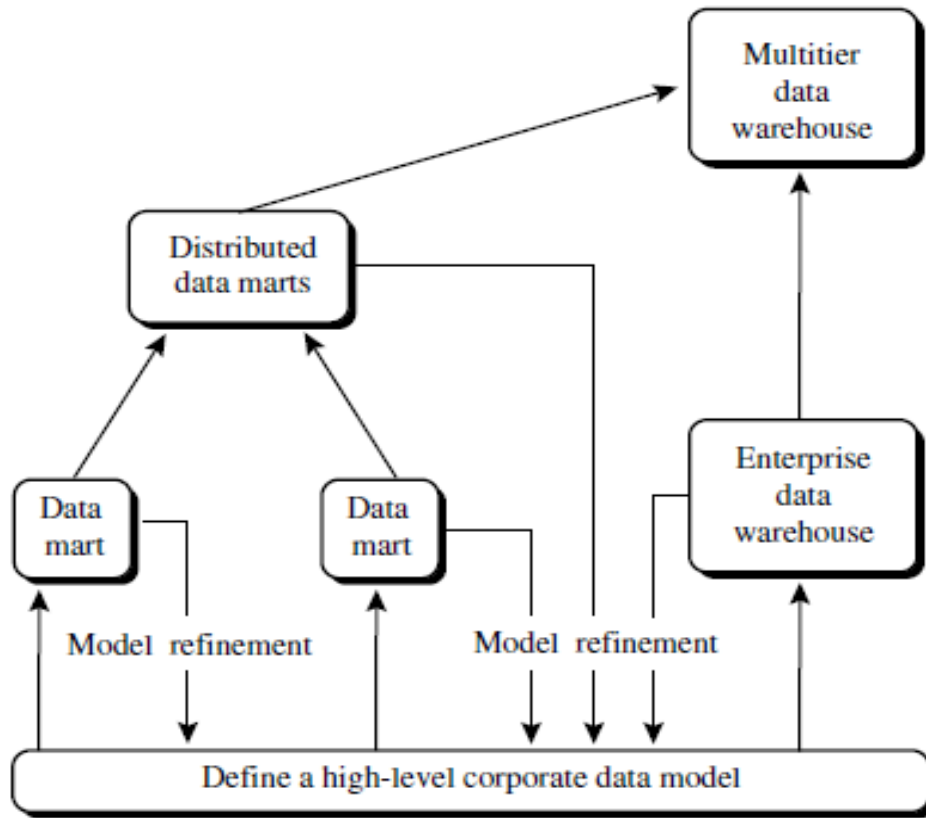 Multitier
data
warehouse
Distributed
data marts
Enterprise
data
warehouse
Data
mart
Data
mart
Model refinement
Model refinement
Define a high-level corporate data model